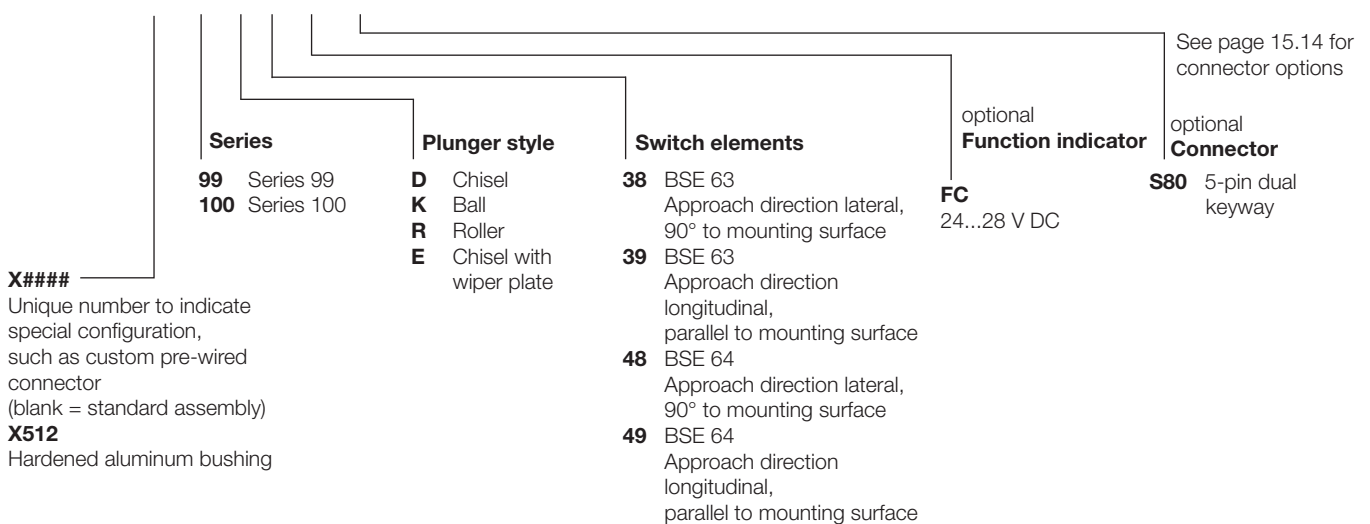 See page 15.14 for
connector options
Series
99 Series 99
100 Series 100
Plunger style
D Chisel
K Ball
R Roller
E Chisel with
wiper plate
Switch elements
38 BSE 63
Approach direction lateral,
90° to mounting surface
39 BSE 63
Approach direction
longitudinal,
parallel to mounting surface
48 BSE 64
Approach direction lateral,
90° to mounting surface
49 BSE 64
Approach direction
longitudinal,
parallel to mounting surface
optional
Function indicator
FC
24...28 V DC
optional
Connector
S80 5-pin dual
keyway
X####
Unique number to indicate
special configuration,
such as custom pre-wired
connector
(blank = standard assembly)
X512
Hardened aluminum bushing